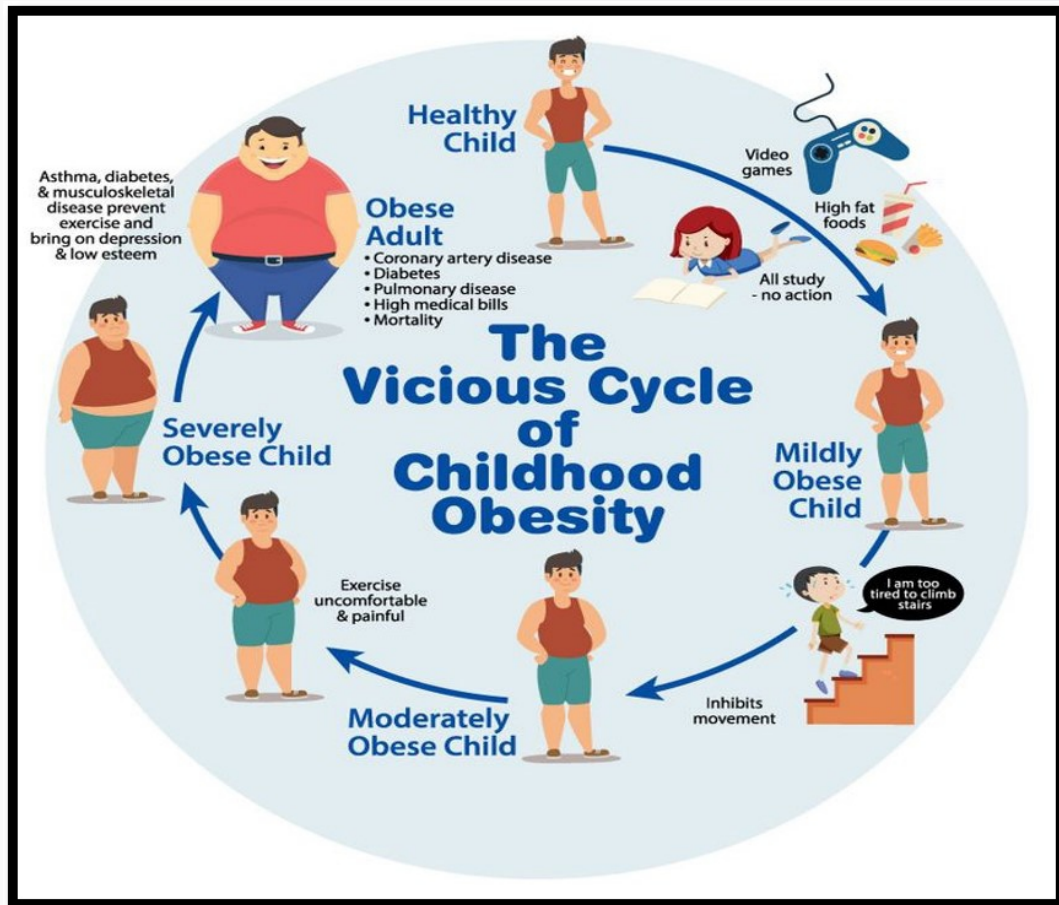 Healthy
Child
Video
games
High fat
foods
All study
- no action
Mildly
Obese
Child
I am too
tired to climb
stairs
Inhibits
movement
Moderately
Obese Child
Exercise
uncomfortable
& painful
Severely
Obese Child
Asthma, diabetes,
& musculoskeletal
disease prevent
exercise and
bring on depression
& low esteem
Obese
Adult
• Coronary artery disease
• Diabetes
• Pulmonary disease
• High medical bills
• Mortality
The
Vicious Cycle
of
Childhood
Obesity